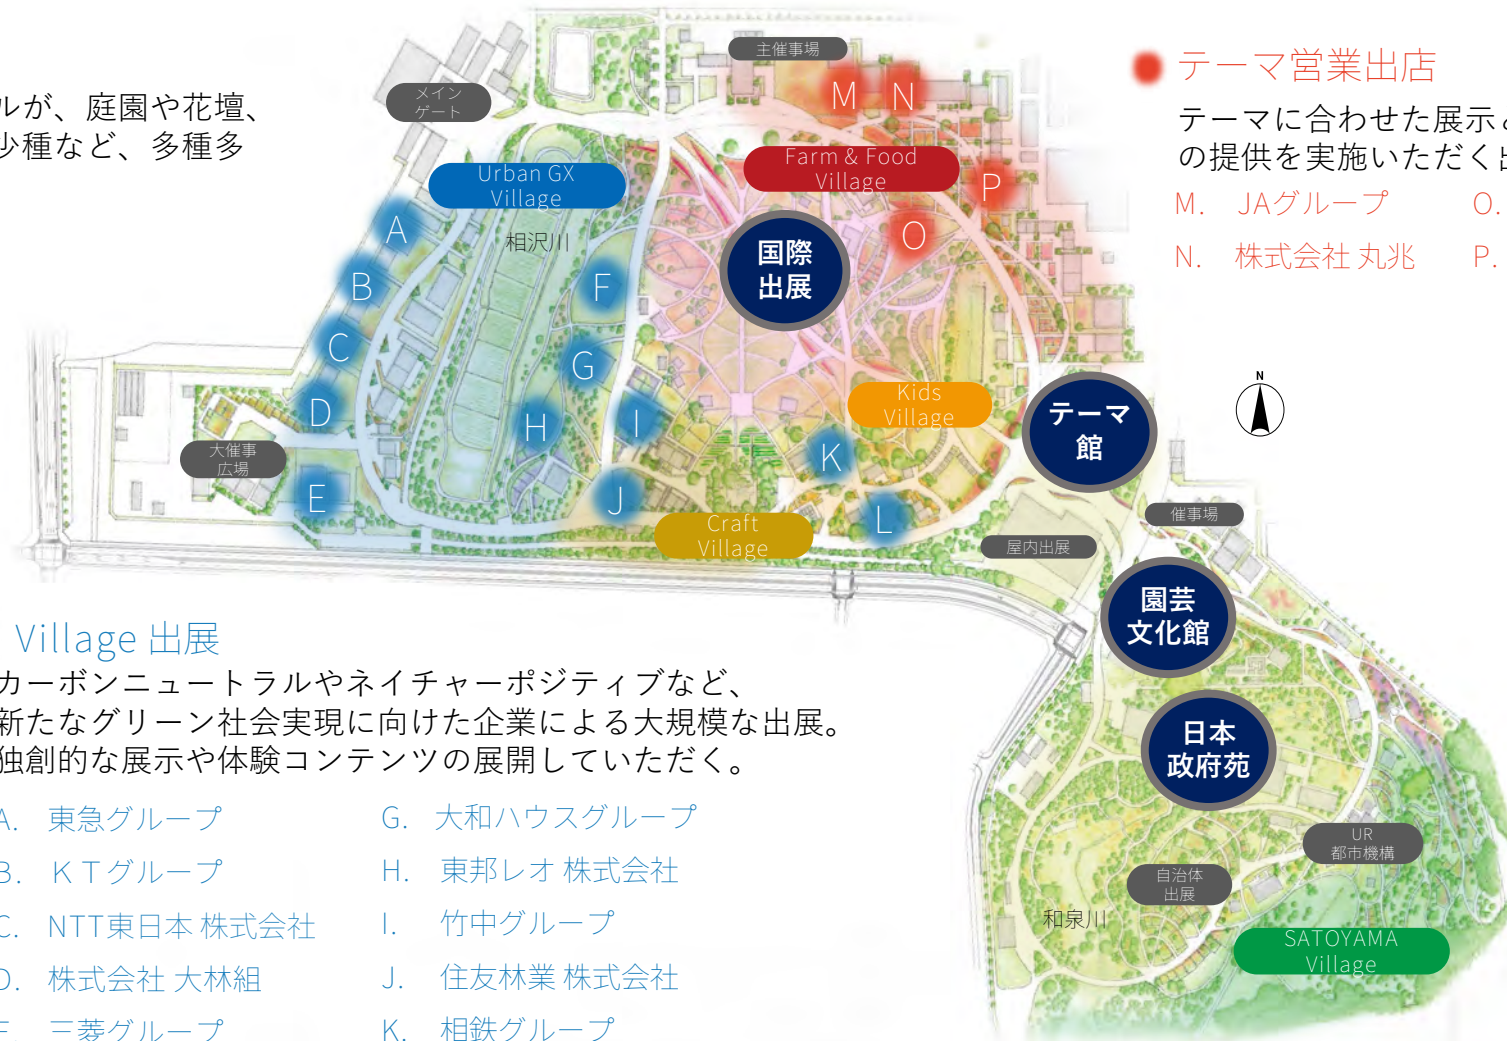 ルが、庭園や花壇、
少種など、多種多
メイン
ゲート
主催事場
M
N
Farm & Food
Village
P
O
Urban GX
Village
相沢川
A
B
C
D
E
F
G
H
I
J
K
L
国際
出展
Kids
Village
Craft
Village
大催事
広場
テーマ
館
N
催事場
屋内出展
園芸
文化館
日本
政府苑
UR
都市機構
自治体
出展
和泉川
SATOYAMA
Village
テーマ営業出店
テーマに合わせた展示
の提供を実施いただく
M. JAグループ
O.
N. 株式会社 丸兆
P.
Village 出展
カーボンニュートラルやネイチャーポジティブなど、
新たなグリーン社会実現に向けた企業による大規模な出展。
独創的な展示や体験コンテンツの展開していただく。
A. 東急グループ
B. KTグループ
C. NTT東日本 株式会社
D. 株式会社 大林組
E. 三菱グループ
G. 大和ハウスグループ
H. 東邦レオ 株式会社
I. 竹中グループ
J. 住友林業 株式会社
K. 相鉄グループ